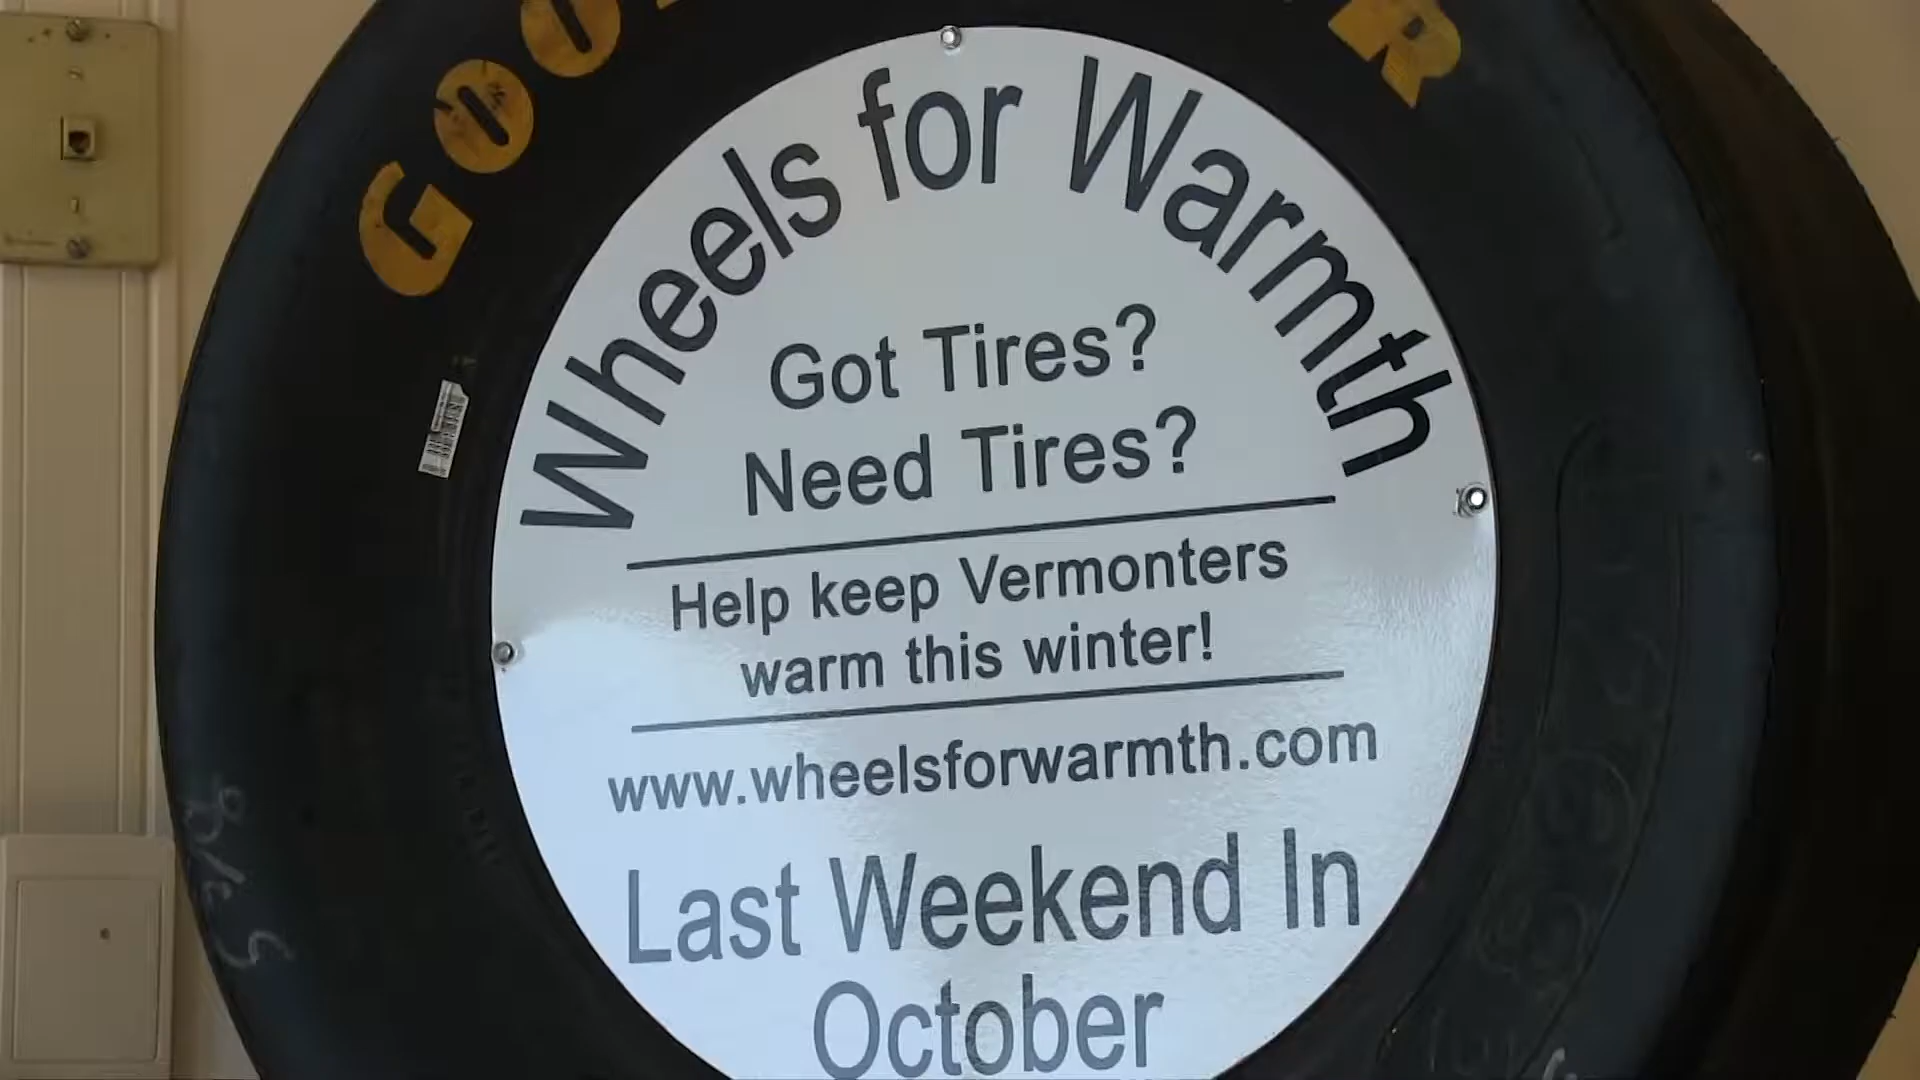 GOO
R
Wheels for Warmth
Got Tires?
Need Tires?
Help keep Vermonters
warm this winter!
www.wheelsforwarmth.com
Last Weekend In
October